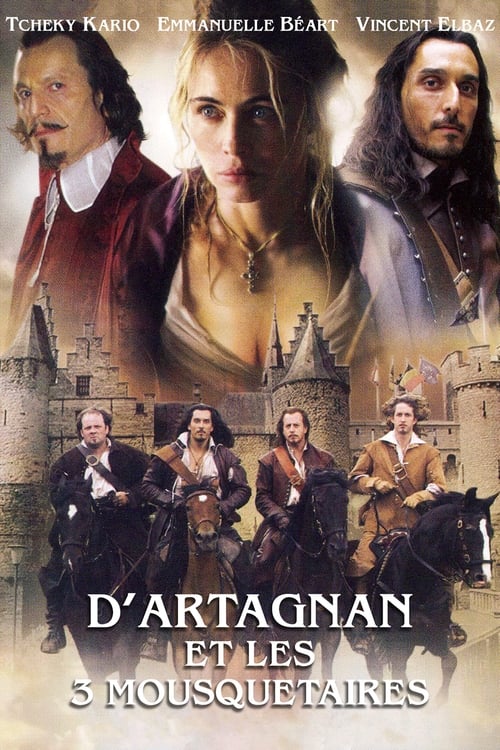 TCHEKY KARIO EMMANUELLE BÉART VINCENT ELBAZ
D'ARTAGNAN
ET LES
3 MOUSQUETAIRES